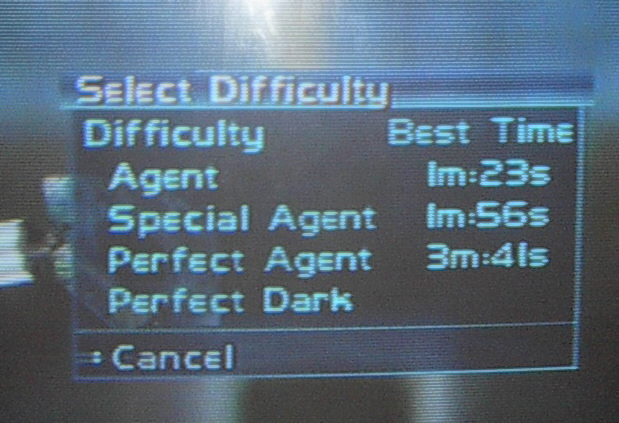 Select Difficulty
Difficulty Best Time
Agent 1m:23s
Special Agent 1m:56s
Perfect Agent 3m:41s
Perfect Dark
Cancel